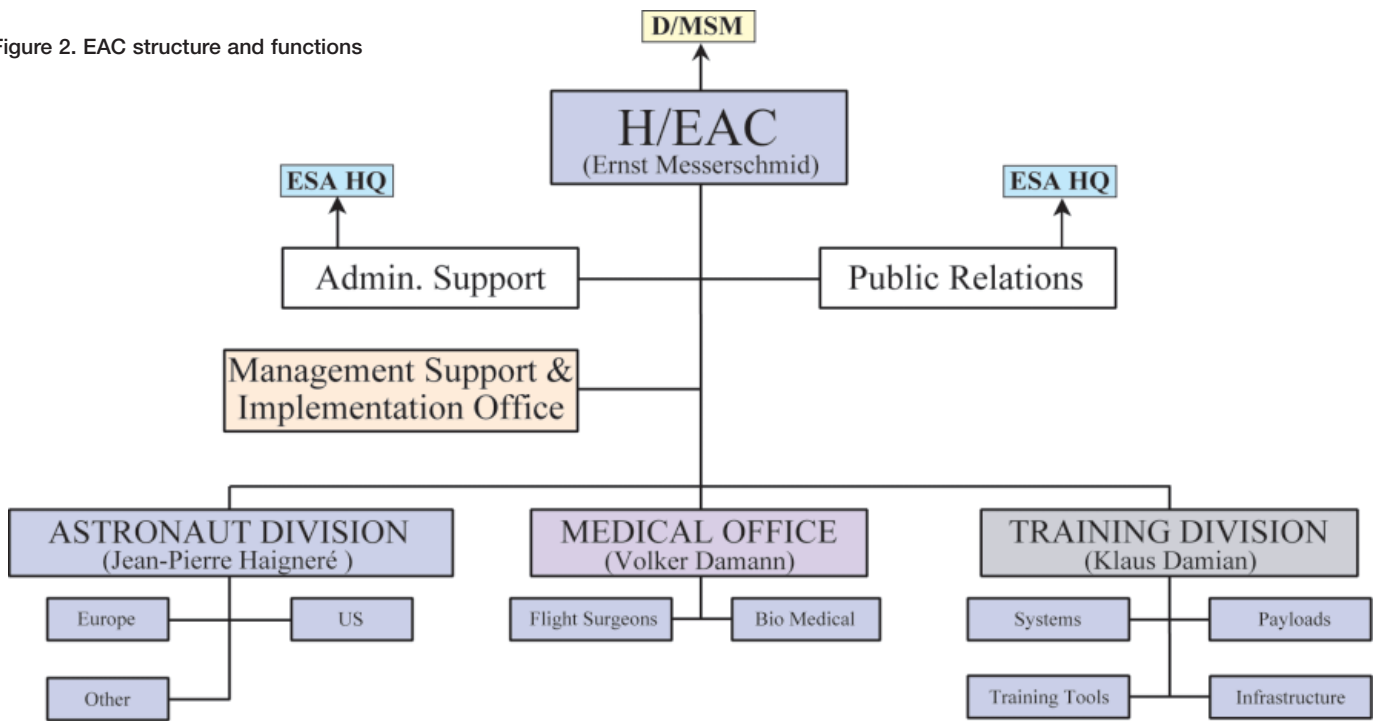 Figure 2. EAC structure and functions
D/MSM
H/EAC
(Ernst Messerschmid)
ESA HQ
ESA HQ
Admin. Support
Public Relations
Management Support &
Implementation Office
ASTRONAUT DIVISION
(Jean-Pierre Haigneré )
MEDICAL OFFICE
(Volker Damann)
TRAINING DIVISION
(Klaus Damian)
Europe
US
Flight Surgeons
Bio Medical
Systems
Payloads
Other
Training Tools
Infrastructure